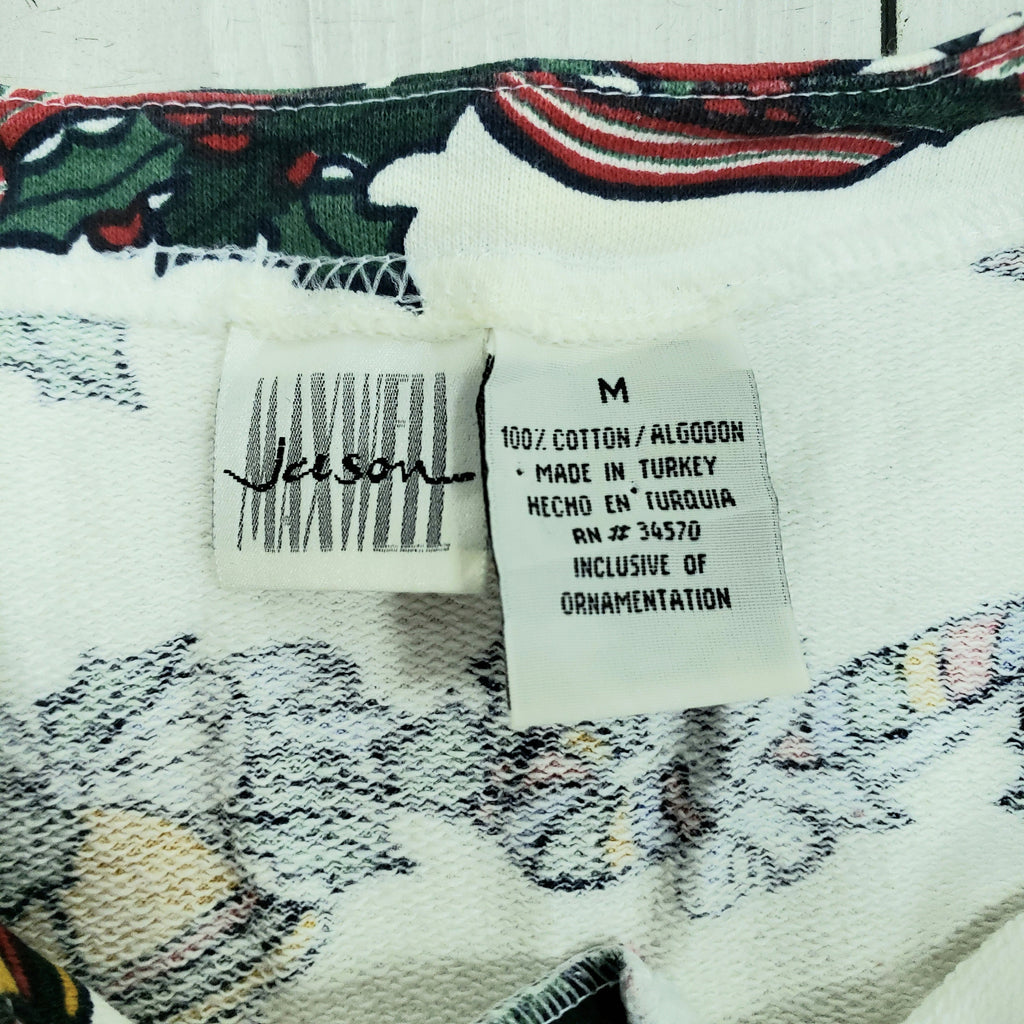 MAXWELL
Jason
M
100% COTTON / ALGODON
MADE IN TURKEY
HECHO EN TURQUIA
RN # 34570
INCLUSIVE OF
ORNAMENTATION